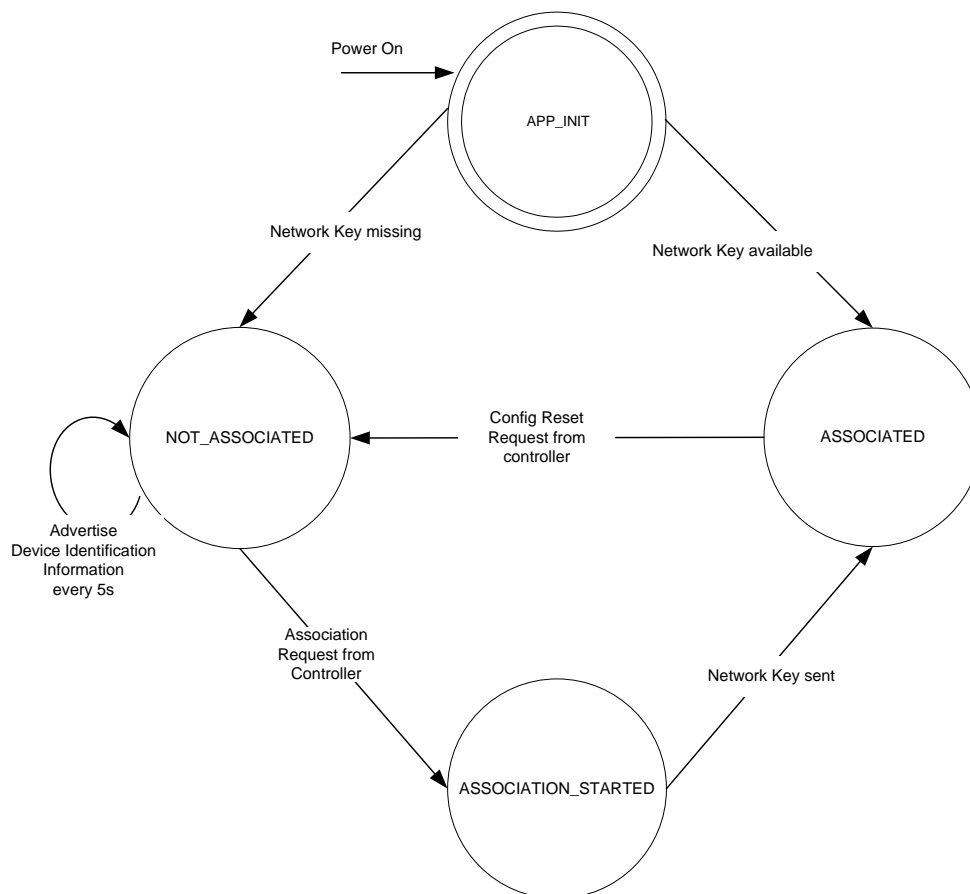 Power On
APP_INIT
Network Key missing
Network Key available
NOT_ASSOCIATED
Config Reset
Request from
controller
ASSOCIATED
Advertise
Device Identification
Information
every 5s
Association
Request from
Controller
Network Key sent
ASSOCIATION_STARTED